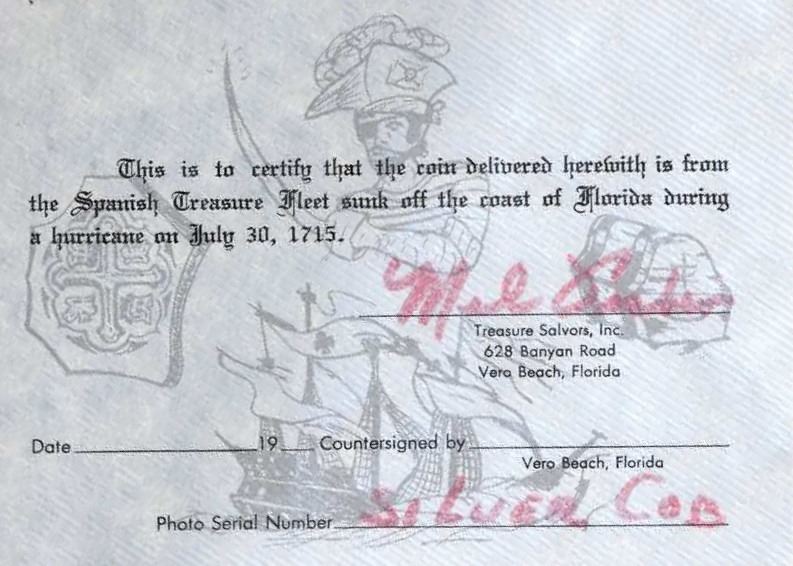 This is to certify that the coin delivered herewith is from
the Spanish Treasure Fleet sunk off the coast of Florida during
a hurricane on July 30, 1715.
Mel Fisher
Treasure Salvors, Inc.
628 Banyan Road
Vero Beach, Florida
Date 19 Countersigned by
Vero Beach, Florida
Photo Serial Number SiLVER COB